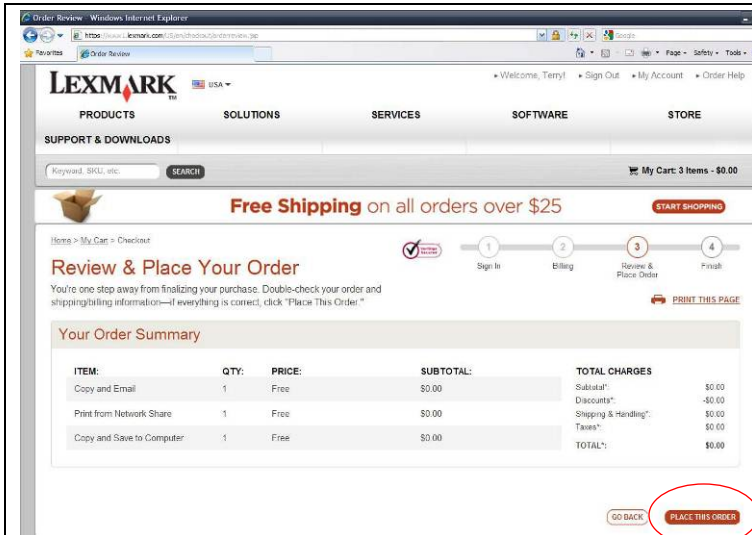 Order Review - Windows Internet Explorer
Favorites Order Review Page Safety Tools
LEXMARK USA
Welcome, Terry! Sign Out My Account Order Help
PRODUCTS SOLUTIONS SERVICES SOFTWARE STORE
SUPPORT & DOWNLOADS
Keyword, SKU, etc. SEARCH My Cart: 3 Items - $0.00
Free Shipping on all orders over $25 START SHOPPING
Home > My Cart > Checkout
1 2 3 4
Sign In Billing Review & Place Order Finish
Review & Place Your Order
You're one step away from finalizing your purchase. Double-check your order and
shipping/billing information—if everything is correct, click "Place This Order."
PRINT THIS PAGE
Your Order Summary
ITEM: QTY: PRICE: SUBTOTAL:
Copy and Email 1 Free $0.00
Print from Network Share 1 Free $0.00
Copy and Save to Computer 1 Free $0.00
TOTAL CHARGES
Subtotal*: $0.00
Discounts*: -$0.00
Shipping & Handling*: $0.00
Taxes*: $0.00
TOTAL*: $0.00
GO BACK PLACE THIS ORDER